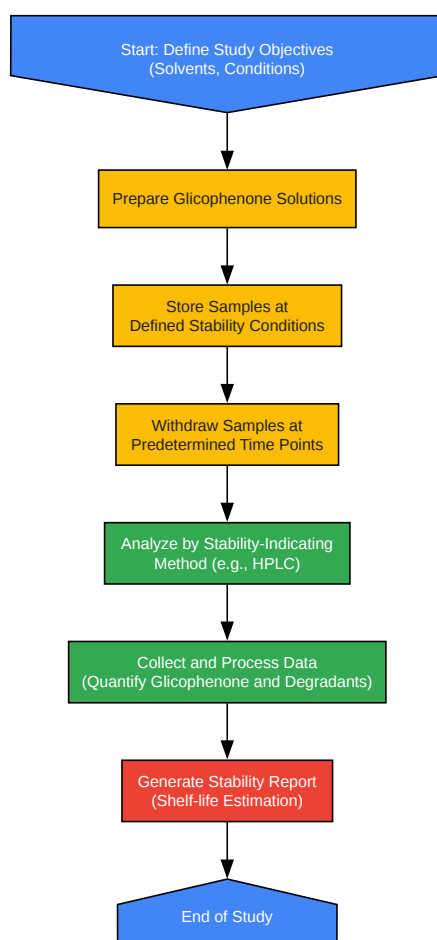 Start: Define Study Objectives
(Solvents, Conditions)
Prepare Glicophenone Solutions
Store Samples at
Defined Stability Conditions
Withdraw Samples at
Predetermined Time Points
Analyze by Stability-Indicating
Method (e.g., HPLC)
Collect and Process Data
(Quantify Glicophenone and Degradants)
Generate Stability Report
(Shelf-life Estimation)
End of Study